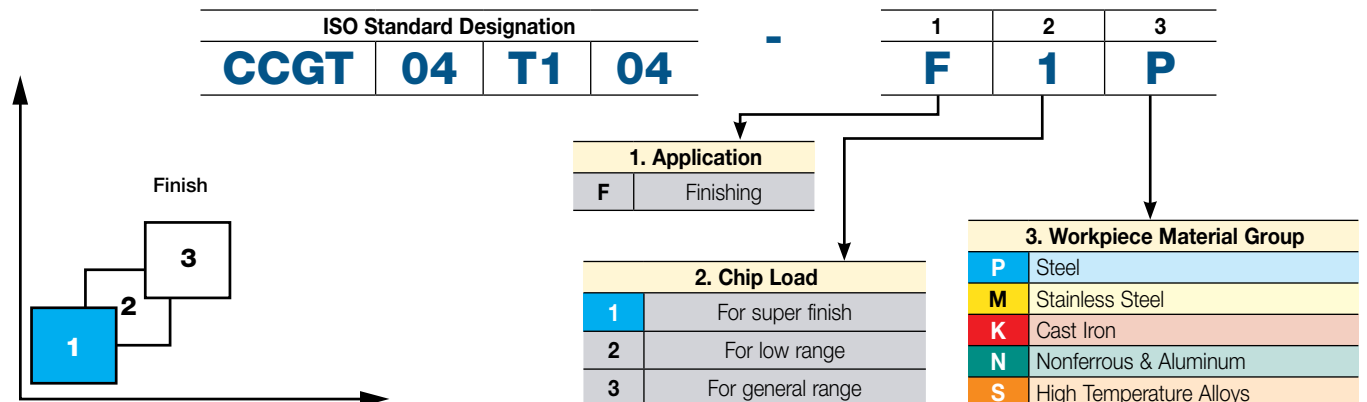 ISO Standard Designation - 1 2 3
CCGT 04 T1 04 F 1 P
1. Application
F Finishing
Finish
3
2
1
2. Chip Load
1 For super finish
2 For low range
3 For general range
3. Workpiece Material Group
P Steel
M Stainless Steel
K Cast Iron
N Nonferrous & Aluminum
S High Temperature Alloys